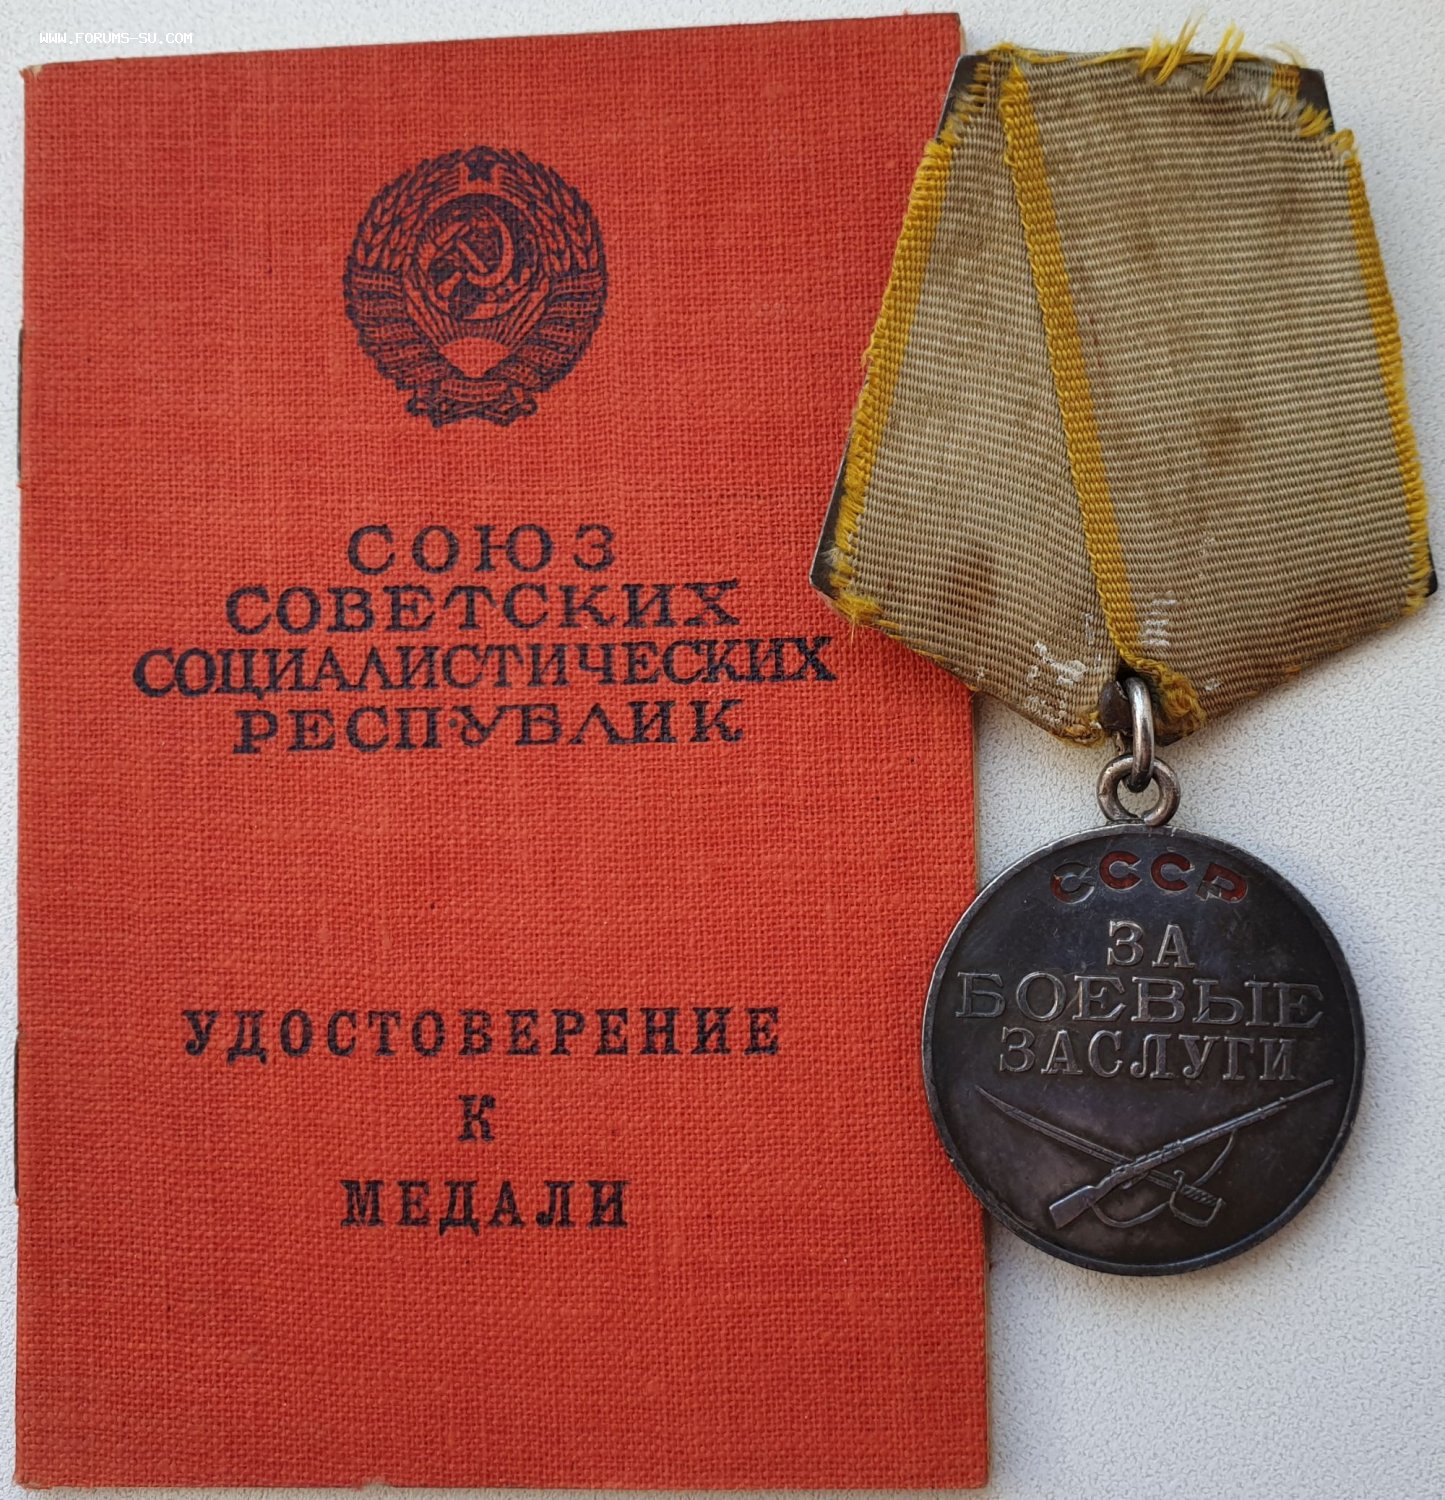 WWW.FORUMS-SU.COM
СОЮЗ
СОВЕТСКИХ
СОЦИАЛИСТИЧЕСКИХ
РЕСПУБЛИК
УДОСТОВЕРЕНИЕ
К
МЕДАЛИ
СССР
ЗА
БОЕВЫЕ
ЗАСЛУГИ